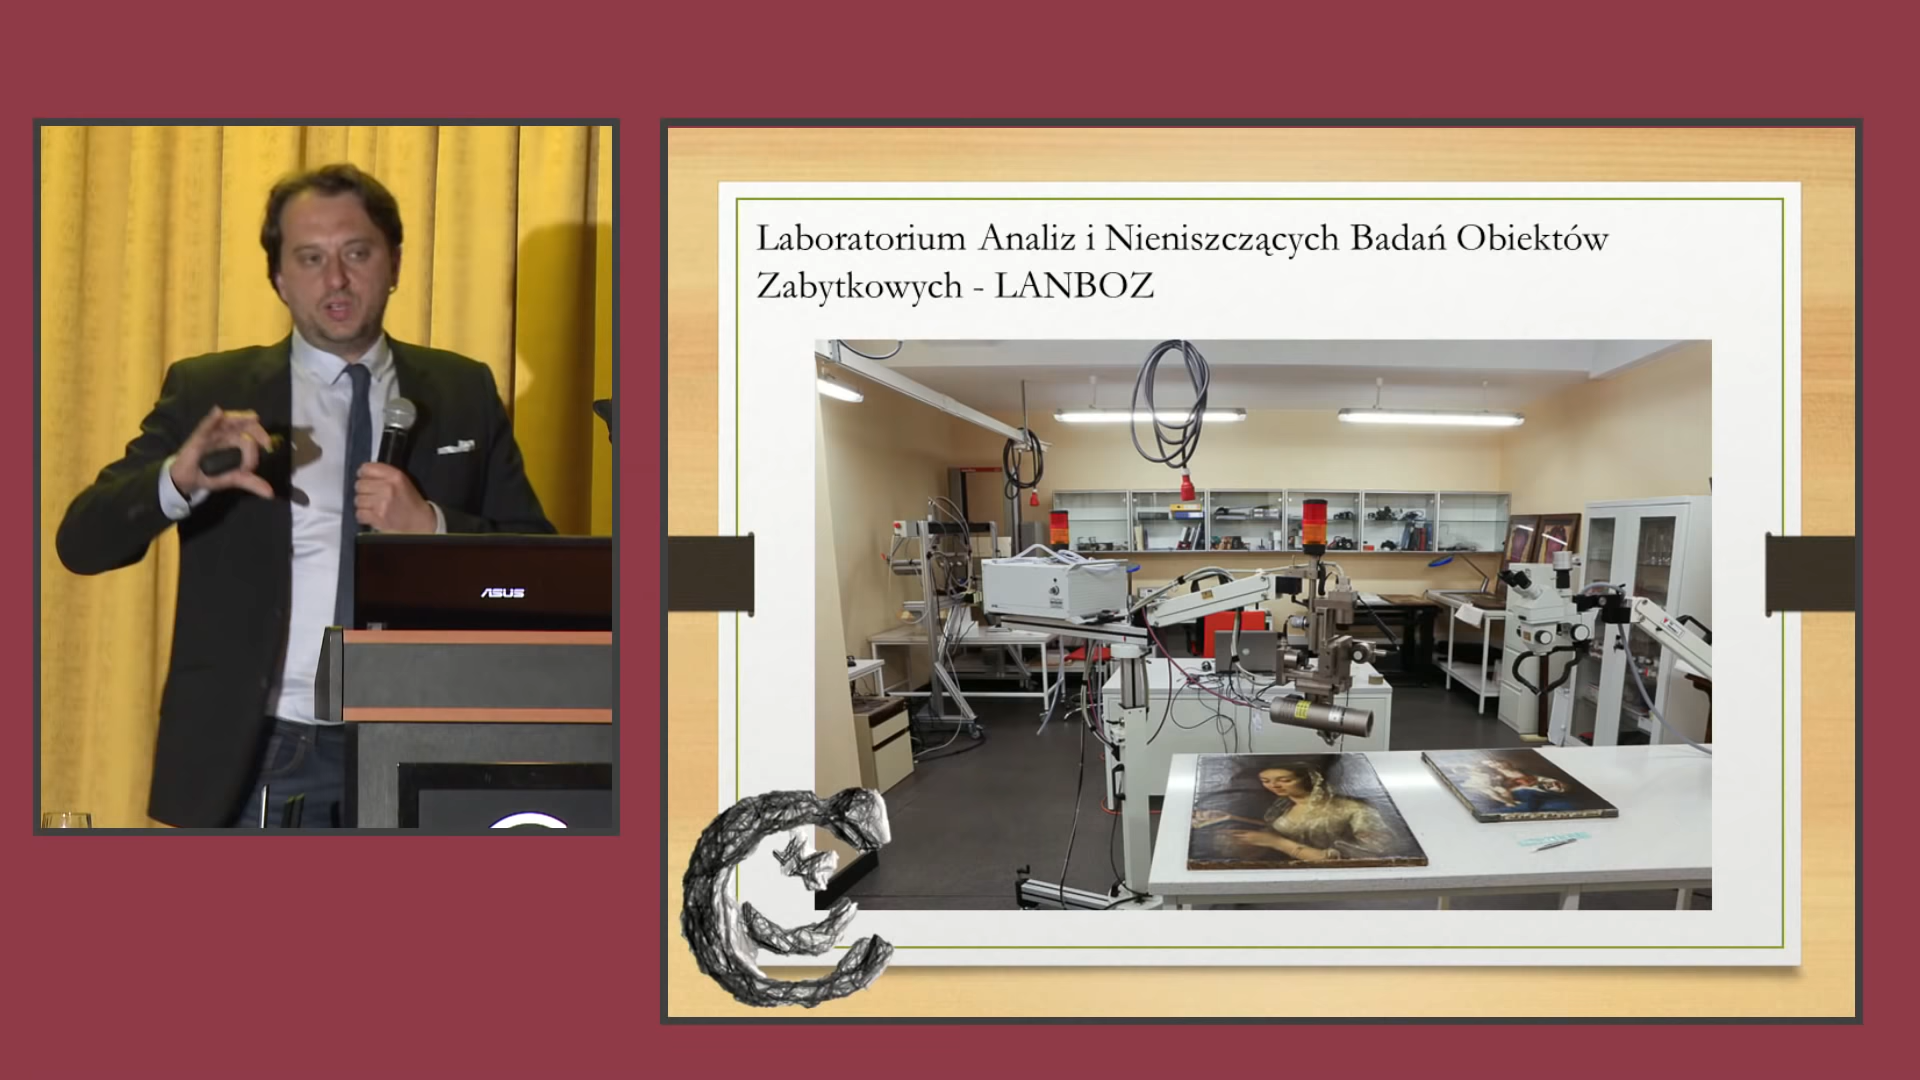 Laboratorium Analiz i Nieniszczących Badań Obiektów
Zabytkowych - LANBOZ
ASUS